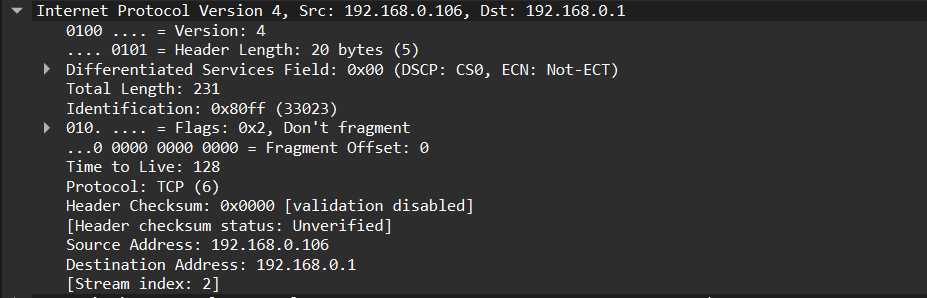 Internet Protocol Version 4, Src: 192.168.0.106, Dst: 192.168.0.1
0100 .... = Version: 4
.... 0101 = Header Length: 20 bytes (5)
Differentiated Services Field: 0x00 (DSCP: CS0, ECN: Not-ECT)
Total Length: 231
Identification: 0x80ff (33023)
010. .... = Flags: 0x2, Don't fragment
...0 0000 0000 0000 = Fragment Offset: 0
Time to Live: 128
Protocol: TCP (6)
Header Checksum: 0x0000 [validation disabled]
[Header checksum status: Unverified]
Source Address: 192.168.0.106
Destination Address: 192.168.0.1
[Stream index: 2]